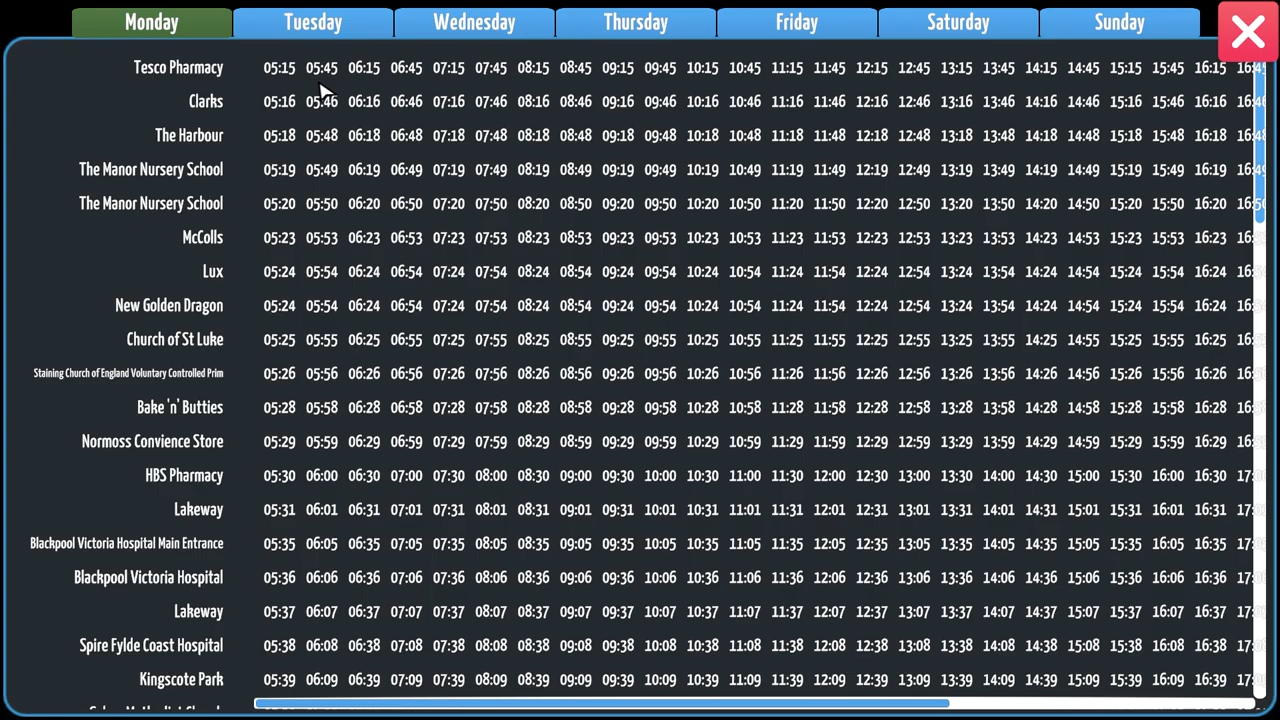 Monday Tuesday Wednesday Thursday Friday Saturday Sunday
Tesco Pharmacy 05:15 05:45 06:15 06:45 07:15 07:45 08:15 08:45 09:15 09:45 10:15 10:45 11:15 11:45 12:15 12:45 13:15 13:45 14:15 14:45 15:15 15:45 16:15 16:45
Clarks 05:16 05:46 06:16 06:46 07:16 07:46 08:16 08:46 09:16 09:46 10:16 10:46 11:16 11:46 12:16 12:46 13:16 13:46 14:16 14:46 15:16 15:46 16:16 16:46
The Harbour 05:18 05:48 06:18 06:48 07:18 07:48 08:18 08:48 09:18 09:48 10:18 10:48 11:18 11:48 12:18 12:48 13:18 13:48 14:18 14:48 15:18 15:48 16:18 16:48
The Manor Nursery School 05:19 05:49 06:19 06:49 07:19 07:49 08:19 08:49 09:19 09:49 10:19 10:49 11:19 11:49 12:19 12:49 13:19 13:49 14:19 14:49 15:19 15:49 16:19 16:49
The Manor Nursery School 05:20 05:50 06:20 06:50 07:20 07:50 08:20 08:50 09:20 09:50 10:20 10:50 11:20 11:50 12:20 12:50 13:20 13:50 14:20 14:50 15:20 15:50 16:20 16:50
McColls 05:23 05:53 06:23 06:53 07:23 07:53 08:23 08:53 09:23 09:53 10:23 10:53 11:23 11:53 12:23 12:53 13:23 13:53 14:23 14:53 15:23 15:53 16:23
Lux 05:24 05:54 06:24 06:54 07:24 07:54 08:24 08:54 09:24 09:54 10:24 10:54 11:24 11:54 12:24 12:54 13:24 13:54 14:24 14:54 15:24 15:54 16:24
New Golden Dragon 05:24 05:54 06:24 06:54 07:24 07:54 08:24 08:54 09:24 09:54 10:24 10:54 11:24 11:54 12:24 12:54 13:24 13:54 14:24 14:54 15:24 15:54 16:24
Church of St Luke 05:25 05:55 06:25 06:55 07:25 07:55 08:25 08:55 09:25 09:55 10:25 10:55 11:25 11:55 12:25 12:55 13:25 13:55 14:25 14:55 15:25 15:55 16:25
Staining Church of England Voluntary Controlled Prim 05:26 05:56 06:26 06:56 07:26 07:56 08:26 08:56 09:26 09:56 10:26 10:56 11:26 11:56 12:26 12:56 13:26 13:56 14:26 14:56 15:26 15:56 16:26
Bake 'n' Butties 05:28 05:58 06:28 06:58 07:28 07:58 08:28 08:58 09:28 09:58 10:28 10:58 11:28 11:58 12:28 12:58 13:28 13:58 14:28 14:58 15:28 15:58 16:28
Normoss Convience Store 05:29 05:59 06:29 06:59 07:29 07:59 08:29 08:59 09:29 09:59 10:29 10:59 11:29 11:59 12:29 12:59 13:29 13:59 14:29 14:59 15:29 15:59 16:29
HBS Pharmacy 05:30 06:00 06:30 07:00 07:30 08:00 08:30 09:00 09:30 10:00 10:30 11:00 11:30 12:00 12:30 13:00 13:30 14:00 14:30 15:00 15:30 16:00 16:30
Lakeway 05:31 06:01 06:31 07:01 07:31 08:01 08:31 09:01 09:31 10:01 10:31 11:01 11:31 12:01 12:31 13:01 13:31 14:01 14:31 15:01 15:31 16:01 16:31
Blackpool Victoria Hospital Main Entrance 05:35 06:05 06:35 07:05 07:35 08:05 08:35 09:05 09:35 10:05 10:35 11:05 11:35 12:05 12:35 13:05 13:35 14:05 14:35 15:05 15:35 16:05 16:35
Blackpool Victoria Hospital 05:36 06:06 06:36 07:06 07:36 08:06 08:36 09:06 09:36 10:06 10:36 11:06 11:36 12:06 12:36 13:06 13:36 14:06 14:36 15:06 15:36 16:06 16:36
Lakeway 05:37 06:07 06:37 07:07 07:37 08:07 08:37 09:07 09:37 10:07 10:37 11:07 11:37 12:07 12:37 13:07 13:37 14:07 14:37 15:07 15:37 16:07 16:37
Spire Fylde Coast Hospital 05:38 06:08 06:38 07:08 07:38 08:08 08:38 09:08 09:38 10:08 10:38 11:08 11:38 12:08 12:38 13:08 13:38 14:08 14:38 15:08 15:38 16:08 16:38
Kingscote Park 05:39 06:09 06:39 07:09 07:39 08:09 08:39 09:09 09:39 10:09 10:39 11:09 11:39 12:09 12:39 13:09 13:39 14:09 14:39 15:09 15:39 16:09 16:39